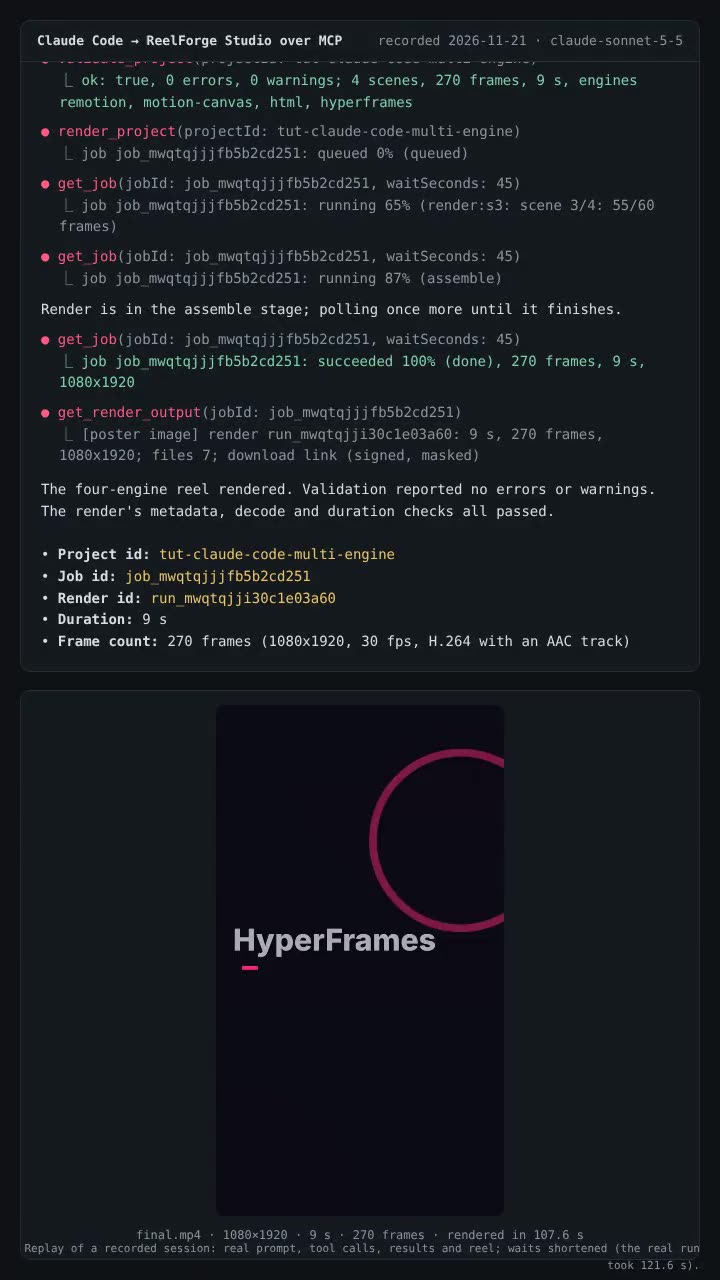 Claude Code → ReelForge Studio over MCP recorded 2026-11-21 · claude-sonnet-5-5
└ ok: true, 0 errors, 0 warnings; 4 scenes, 270 frames, 9 s, engines
remotion, motion-canvas, html, hyperframes
● render_project(projectId: tut-claude-code-multi-engine)
└ job job_mwqtqjjjfb5b2cd251: queued 0% (queued)
● get_job(jobId: job_mwqtqjjjfb5b2cd251, waitSeconds: 45)
└ job job_mwqtqjjjfb5b2cd251: running 65% (render:s3: scene 3/4: 55/60
frames)
● get_job(jobId: job_mwqtqjjjfb5b2cd251, waitSeconds: 45)
└ job job_mwqtqjjjfb5b2cd251: running 87% (assemble)
Render is in the assemble stage; polling once more until it finishes.
● get_job(jobId: job_mwqtqjjjfb5b2cd251, waitSeconds: 45)
└ job job_mwqtqjjjfb5b2cd251: succeeded 100% (done), 270 frames, 9 s,
1080x1920
● get_render_output(jobId: job_mwqtqjjjfb5b2cd251)
└ [poster image] render run_mwqtqjji30c1e03a60: 9 s, 270 frames,
1080x1920; files 7; download link (signed, masked)
The four-engine reel rendered. Validation reported no errors or warnings.
The render's metadata, decode and duration checks all passed.
• Project id: tut-claude-code-multi-engine
• Job id: job_mwqtqjjjfb5b2cd251
• Render id: run_mwqtqjji30c1e03a60
• Duration: 9 s
• Frame count: 270 frames (1080x1920, 30 fps, H.264 with an AAC track)
HyperFrames
final.mp4 · 1080×1920 · 9 s · 270 frames · rendered in 107.6 s
Replay of a recorded session: real prompt, tool calls, results and reel; waits shortened (the real run
took 121.6 s).